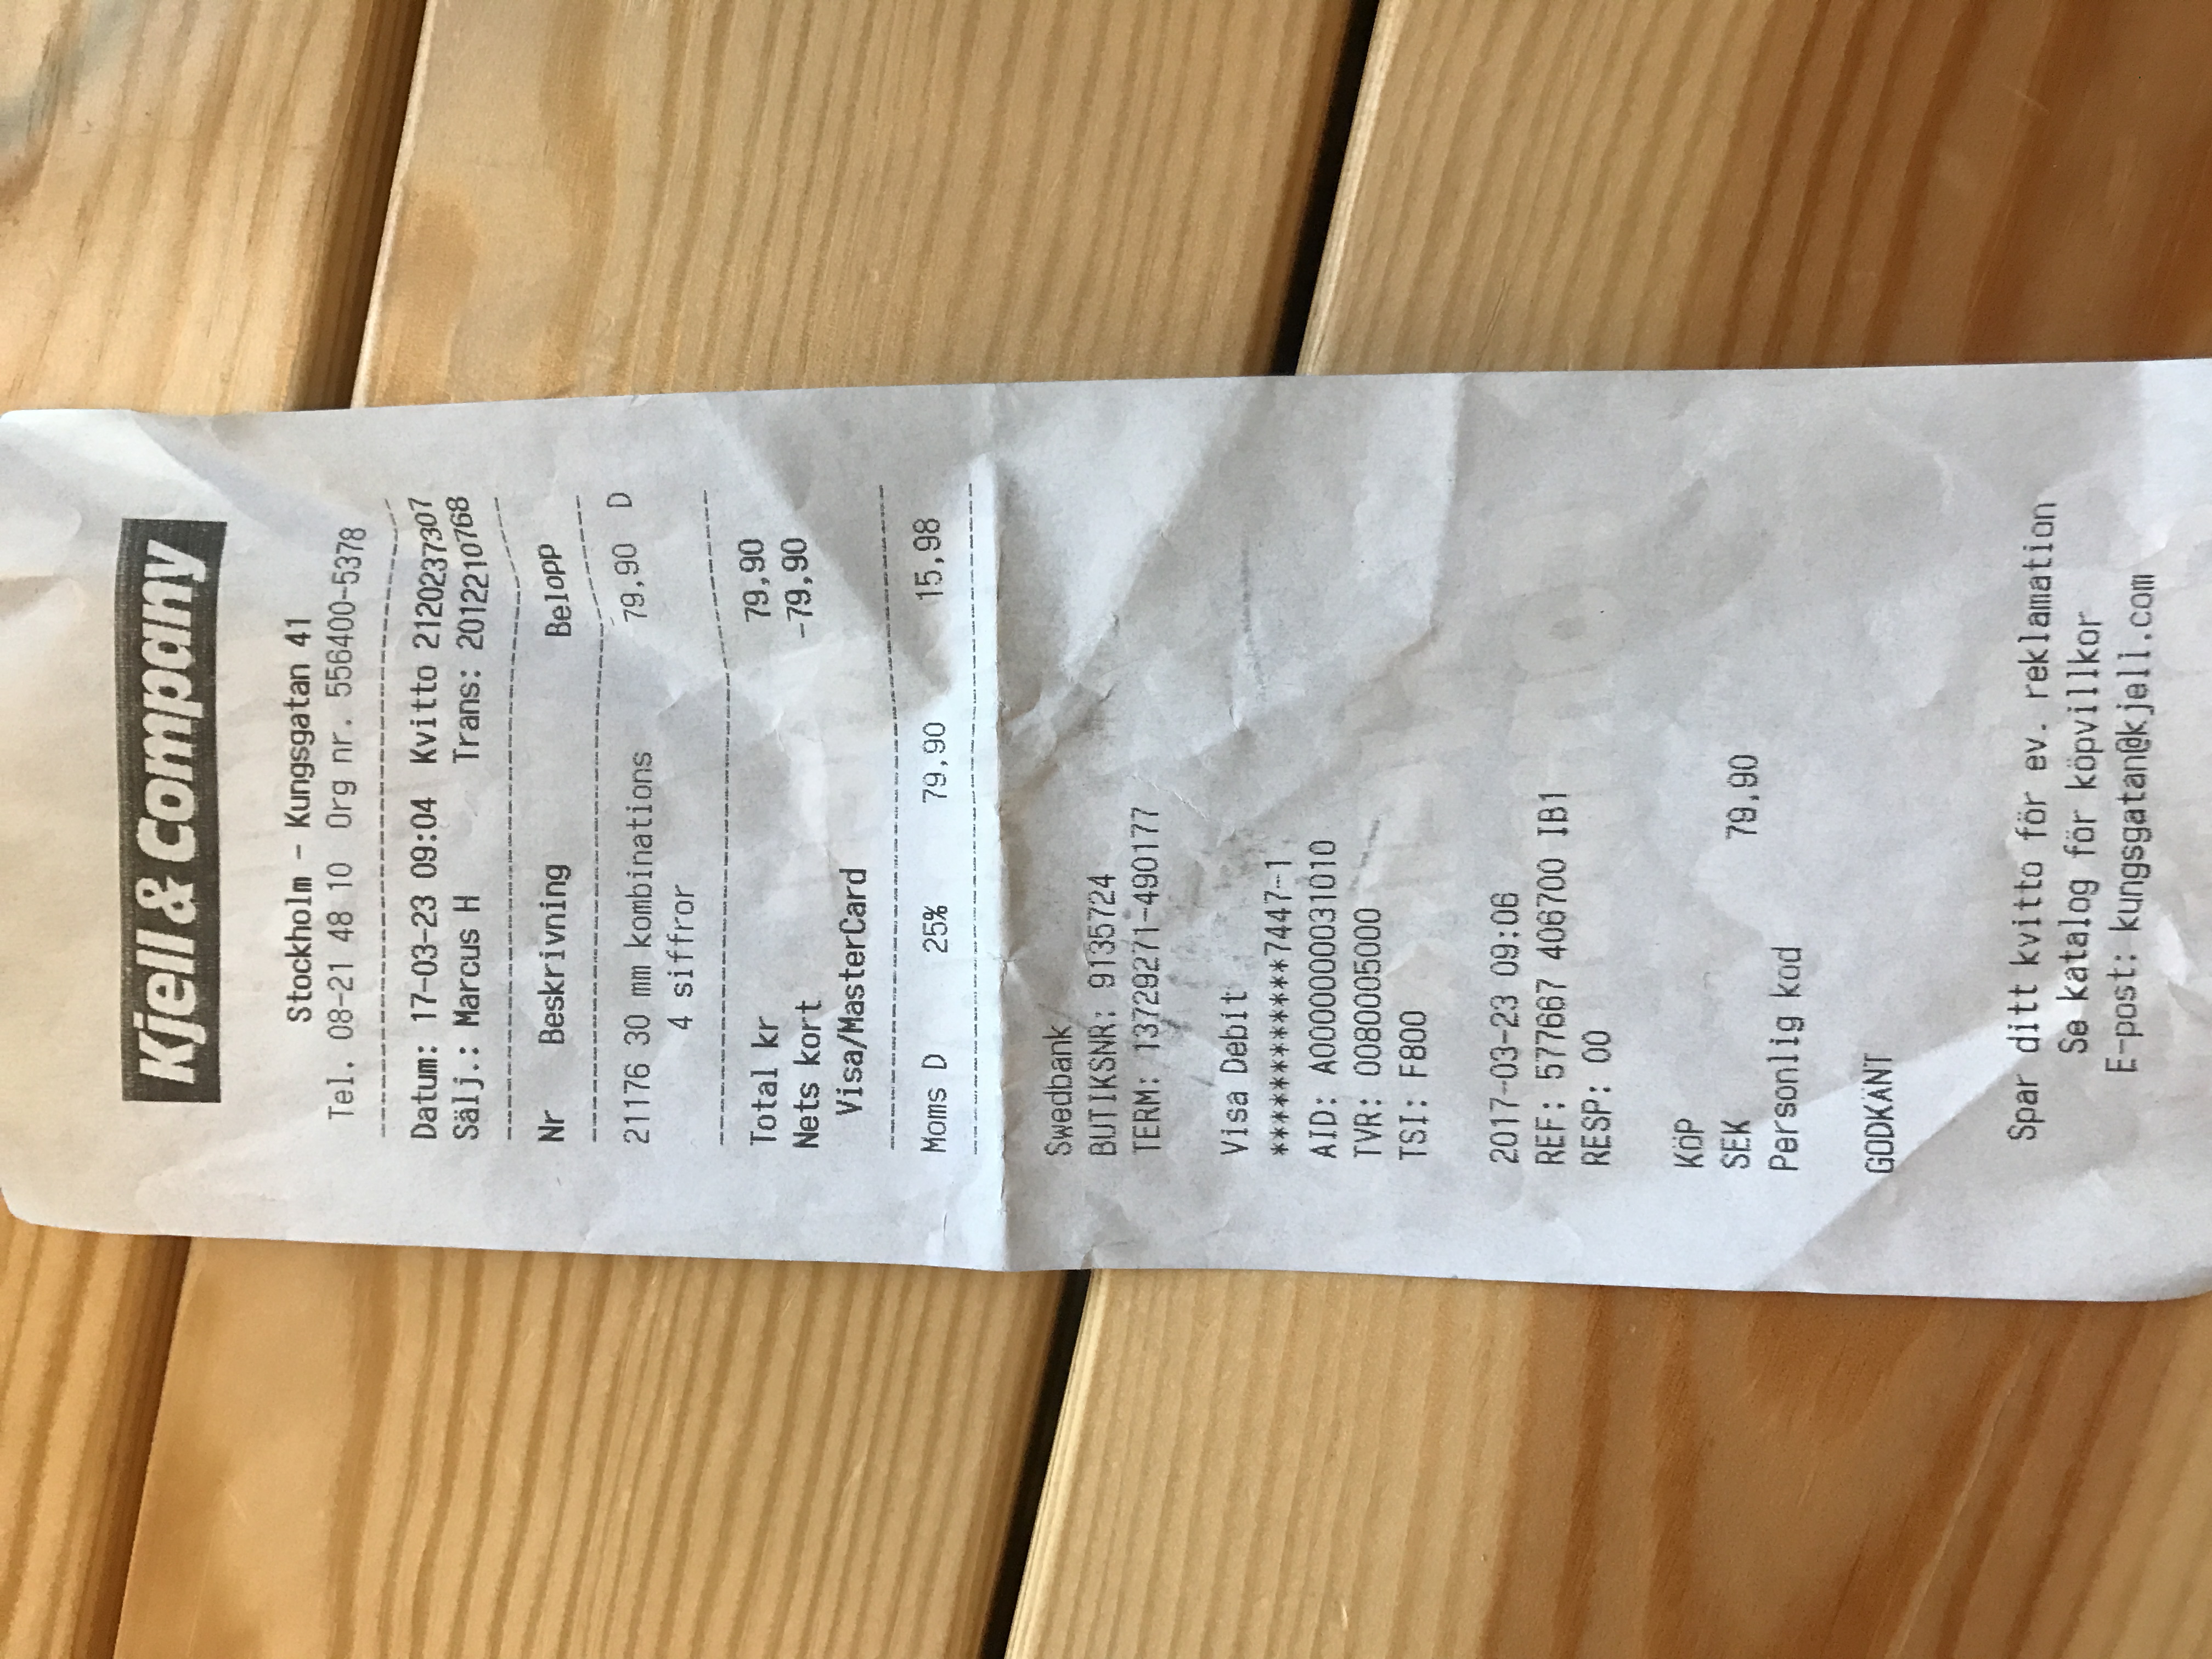 Kjell & Company
Stockholm - Kungsgatan 41
Tel. 08-21 48 10 Org nr. 556400-5378
Datum: 17-03-23 09:04 Kvitto 2120237307
Sälj.: Marcus H Trans: 2012210768
Nr Beskrivning Belopp
21176 30 mm kombinations 79,90 D
4 siffror
Total kr 79,90
Nets kort -79,90
Visa/MasterCard
Moms D 25% 79,90 15,98
Swedbank
BUTIKSNR: 9135724
TERM: 13729271-490177
Visa Debit
************7447-1
AID: A0000000031010
TVR: 0080005000
TSI: F800
2017-03-23 09:06
REF: 577667 406700 IB1
RESP: 00
KÖP
SEK 79,90
Personlig kod
GODKÄNT
Spar ditt kvitto för ev. reklamation
Se katalog för köpvillkor
E-post: kungsgatan@kjell.com